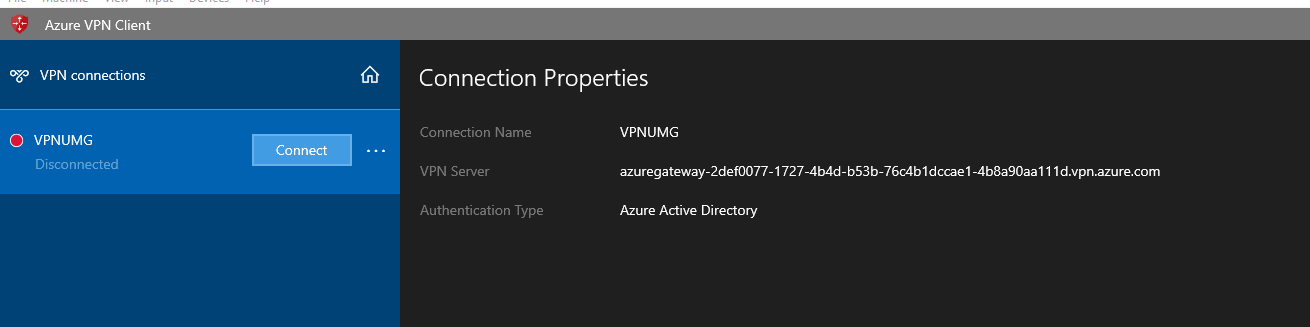 File Machine View Input Devices Help
Azure VPN Client
VPN connections
VPNUMG
Disconnected
Connect
...
Connection Properties
Connection Name VPNUMG
VPN Server azuregateway-2def0077-1727-4b4d-b53b-76c4b1dccae1-4b8a90aa111d.vpn.azure.com
Authentication Type Azure Active Directory